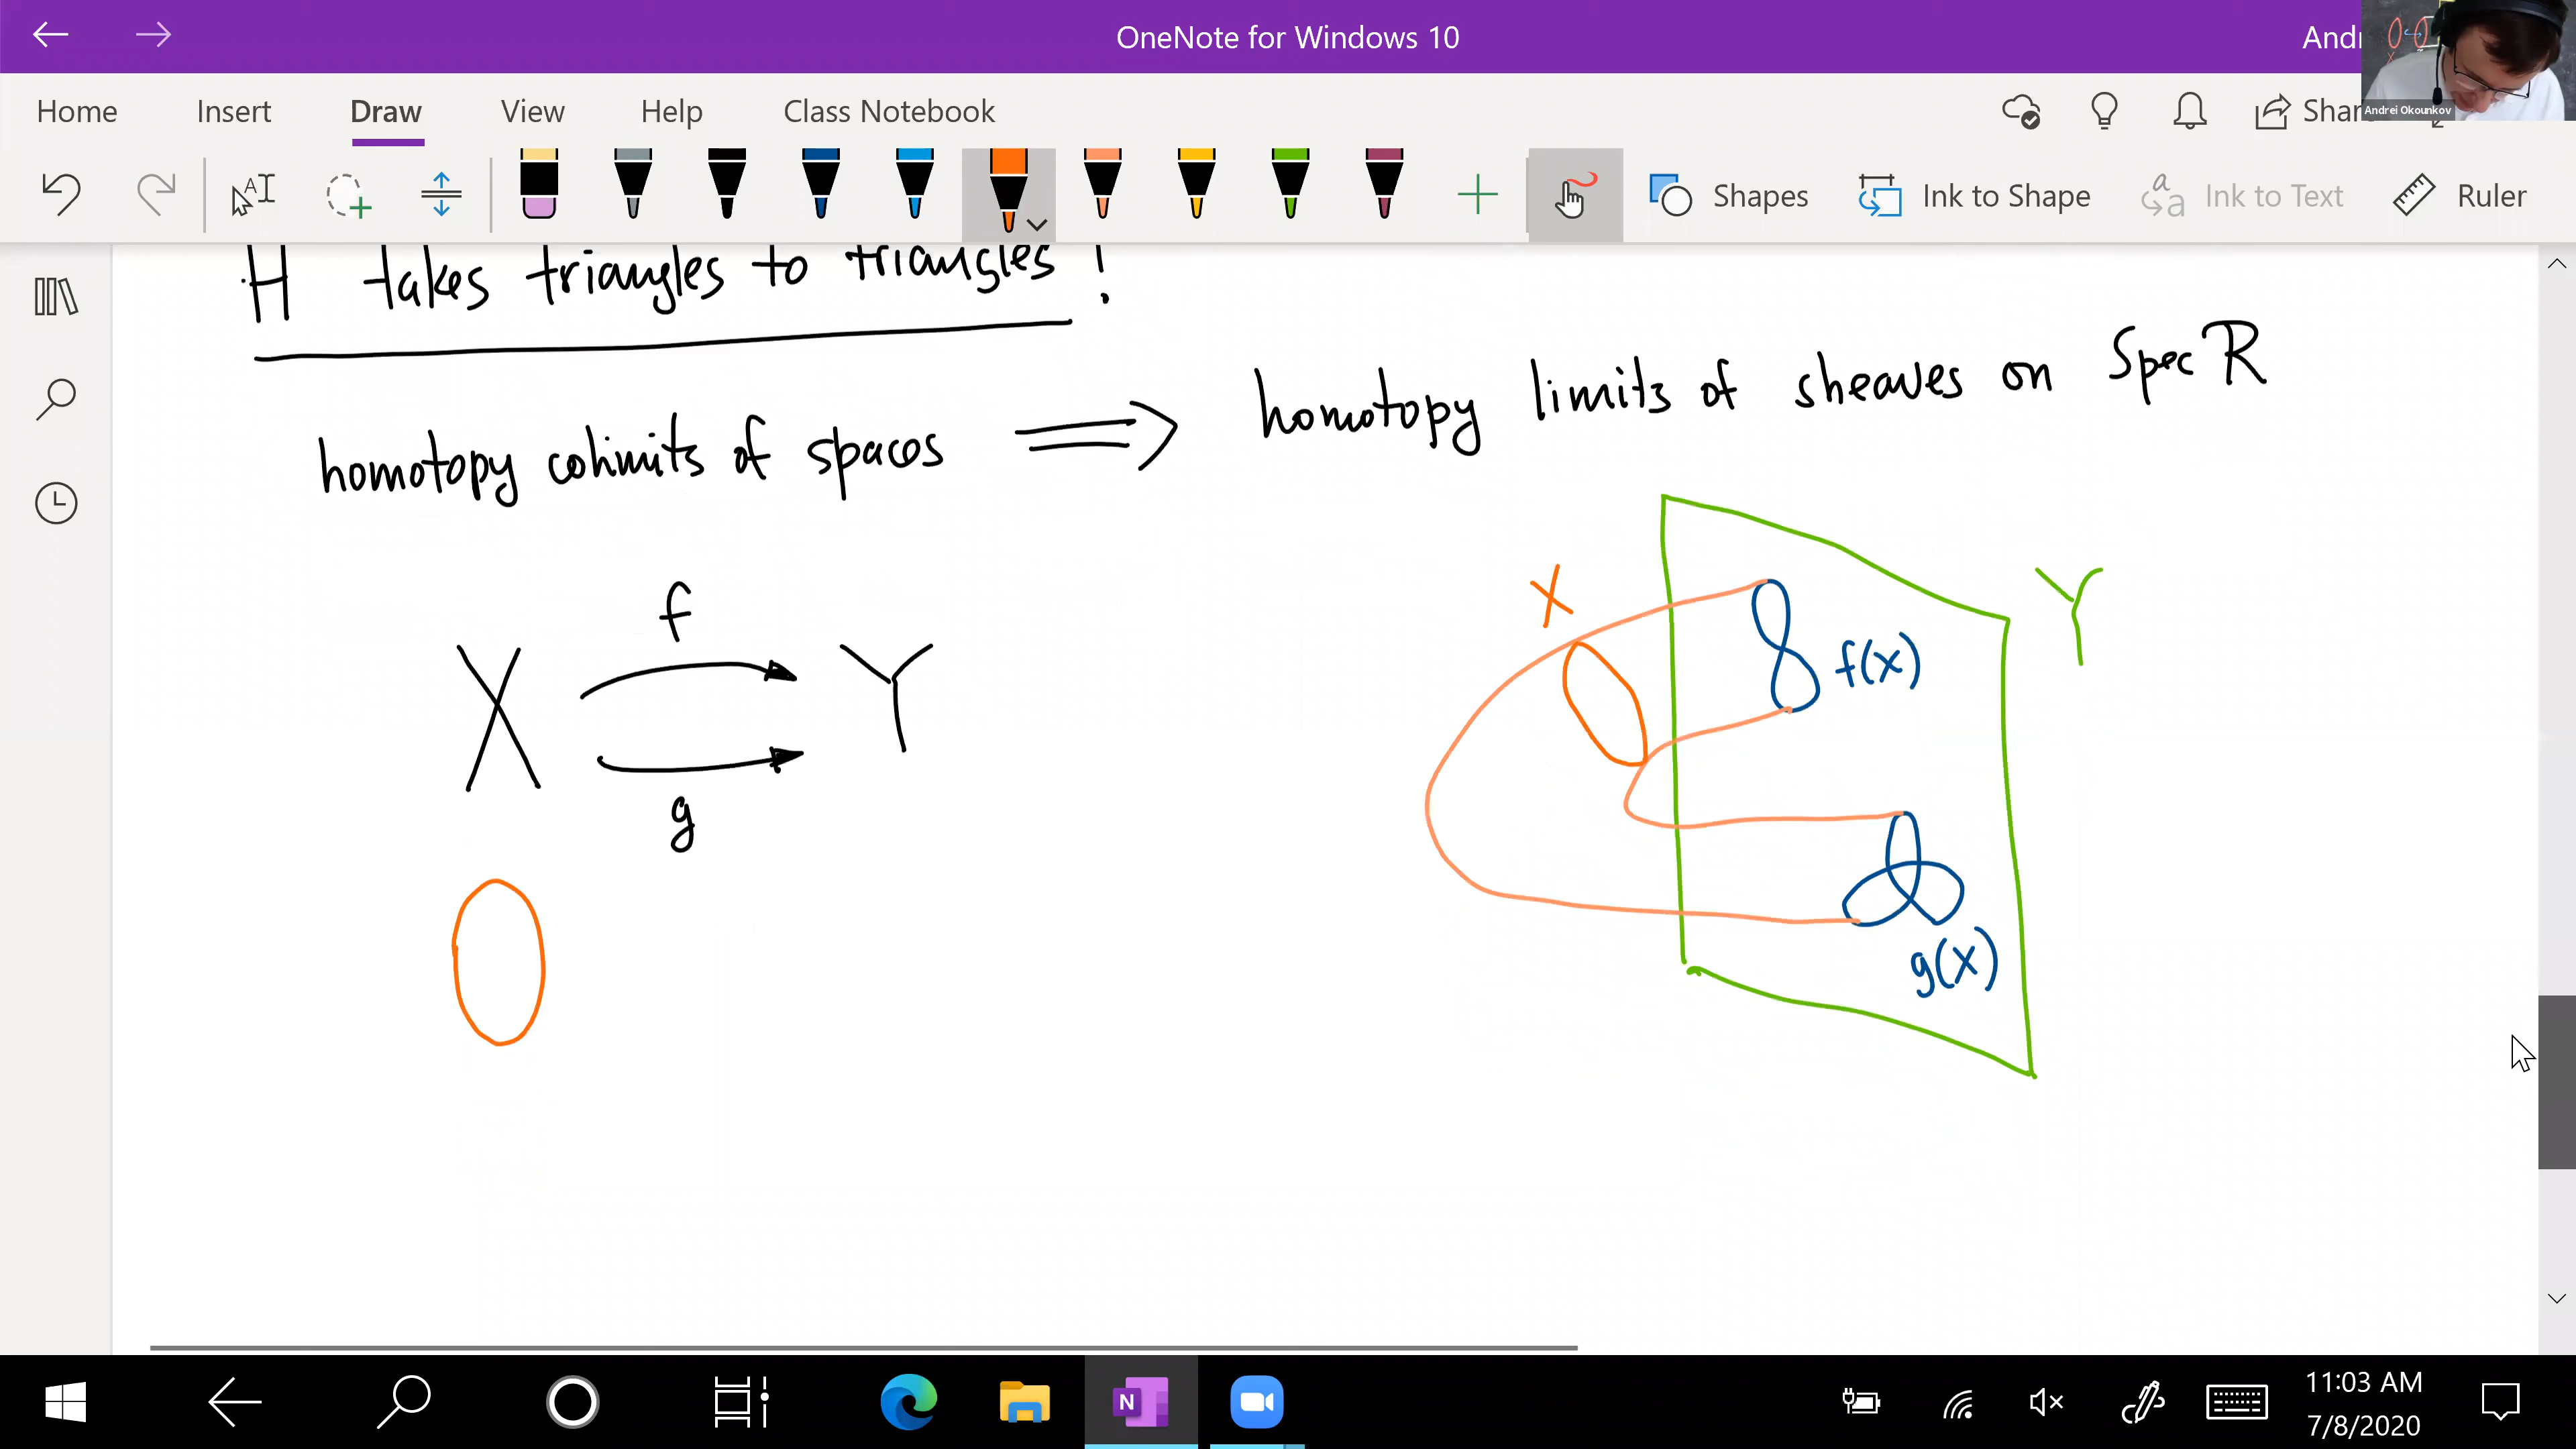 OneNote for Windows 10
Andr
Andrei Okounkov
Home Insert Draw View Help Class Notebook
Shapes Ink to Shape Ink to Text Ruler
H takes triangles to triangles!
homotopy colimits of spaces ⟹ homotopy limits of sheaves on Spec R
f
X Y
g
X Y
f(X)
g(X)
11:03 AM
7/8/2020